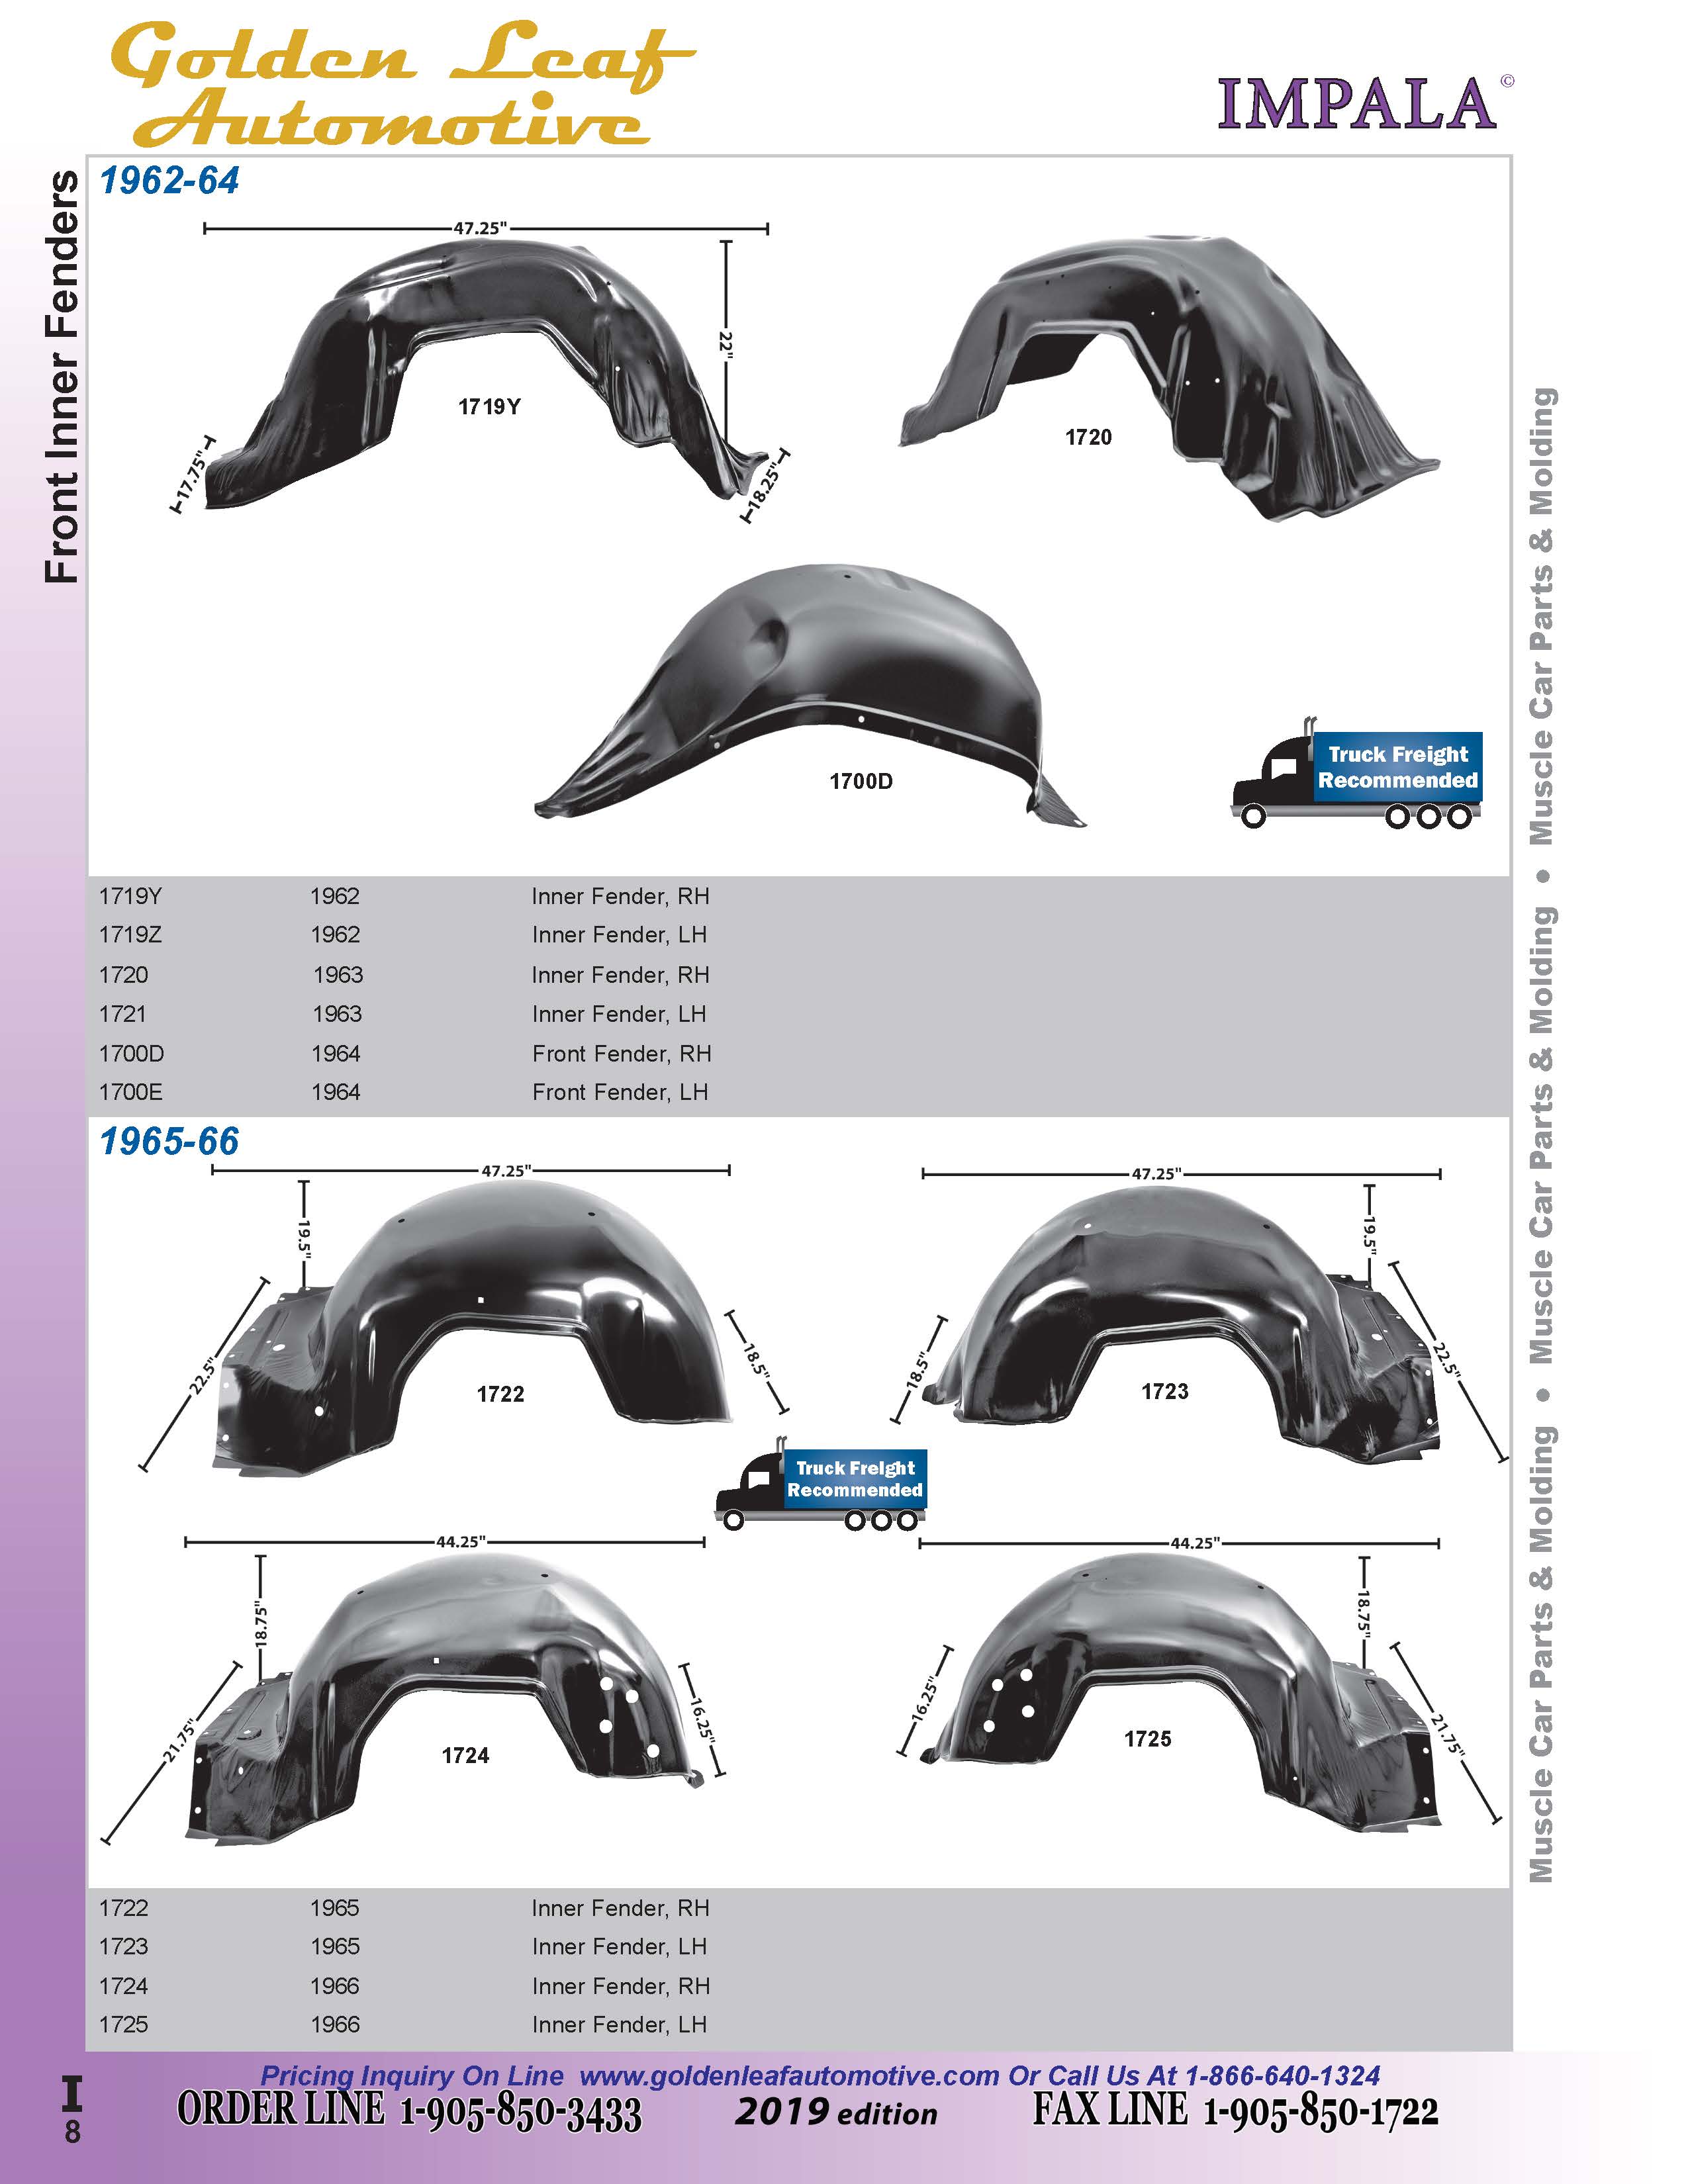 Golden Leaf
Automotive
IMPALA©
Front Inner Fenders
1962-64
47.25"
22"
17.75"
18.25"
1719Y
1720
1700D
Truck Freight
Recommended
1719Y 1962 Inner Fender, RH
1719Z 1962 Inner Fender, LH
1720 1963 Inner Fender, RH
1721 1963 Inner Fender, LH
1700D 1964 Front Fender, RH
1700E 1964 Front Fender, LH
1965-66
47.25"
19.5"
22.5"
18.5"
1722
47.25"
19.5"
18.5"
22.5"
1723
Truck Freight
Recommended
44.25"
18.75"
21.75"
16.25"
1724
44.25"
18.75"
16.25"
21.75"
1725
1722 1965 Inner Fender, RH
1723 1965 Inner Fender, LH
1724 1966 Inner Fender, RH
1725 1966 Inner Fender, LH
Muscle Car Parts & Molding • Muscle Car Parts & Molding • Muscle Car Parts & Molding
Pricing Inquiry On Line www.goldenleafautomotive.com Or Call Us At 1-866-640-1324
ORDER LINE 1-905-850-3433 2019 edition FAX LINE 1-905-850-1722
I
8